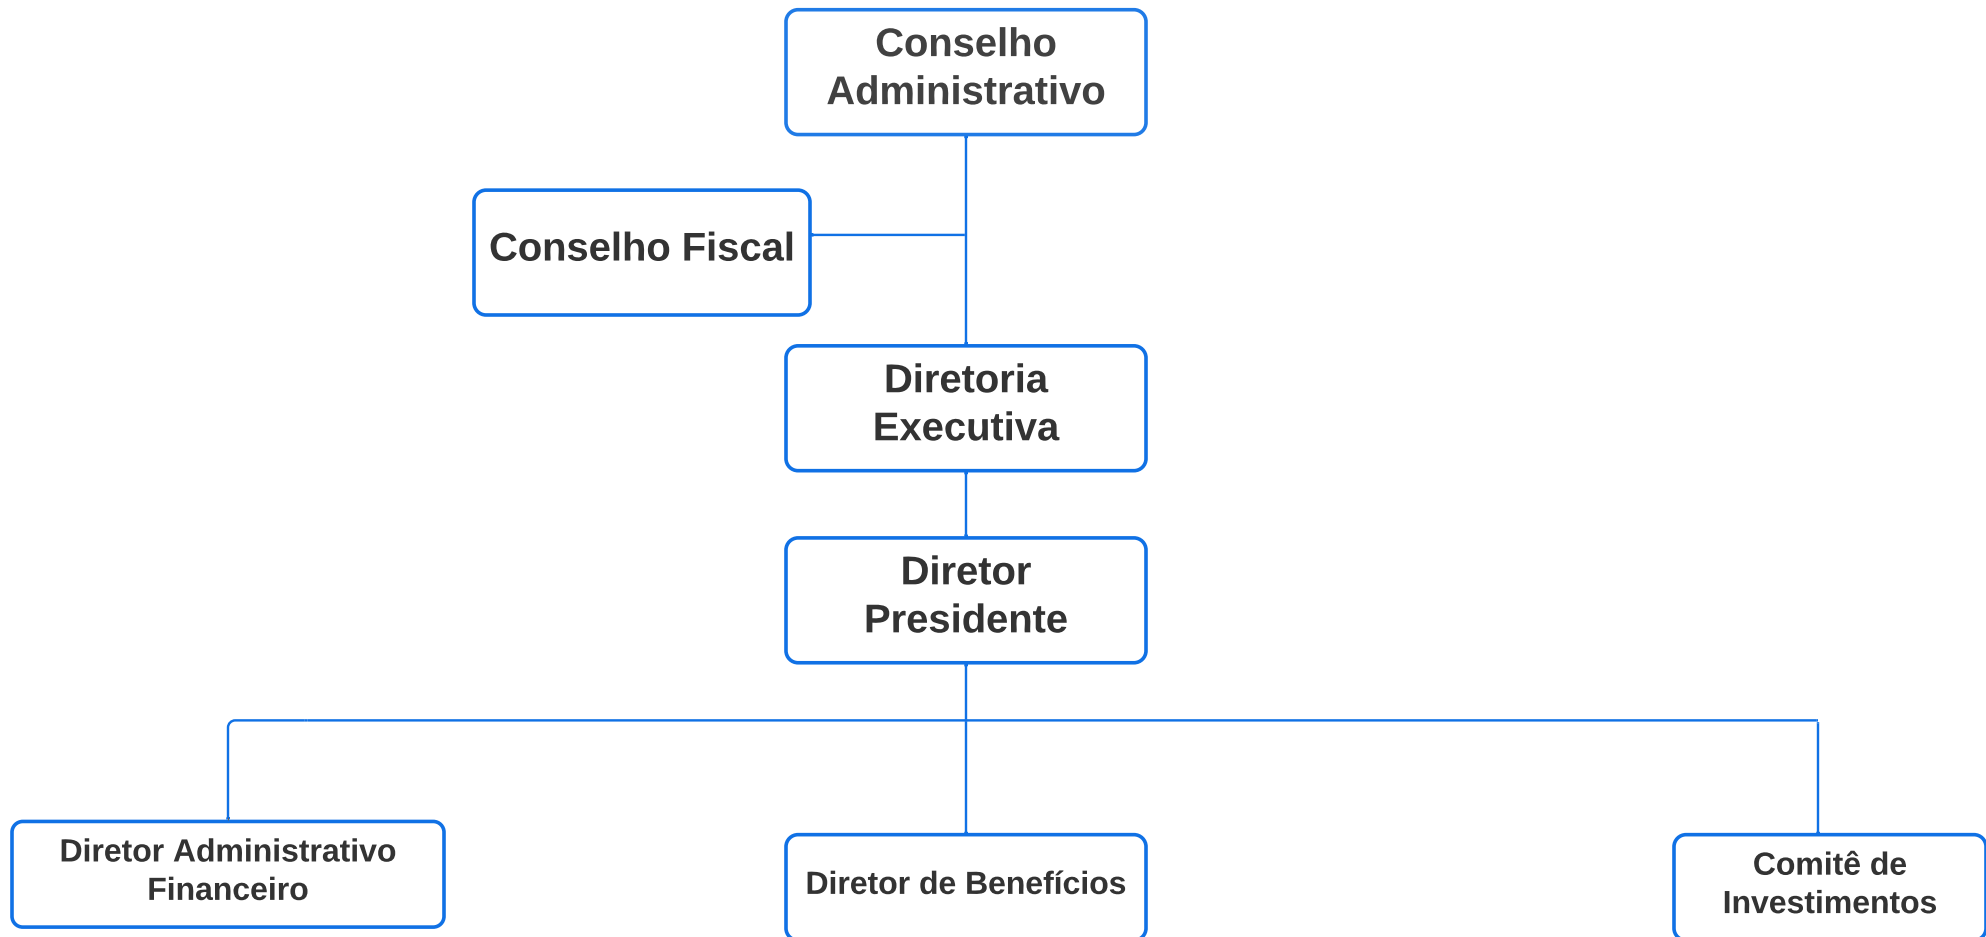 Conselho
Administrativo
Conselho Fiscal
Diretoria
Executiva
Diretor
Presidente
Diretor Administrativo
Financeiro
Diretor de Benefícios
Comitê de
Investimentos